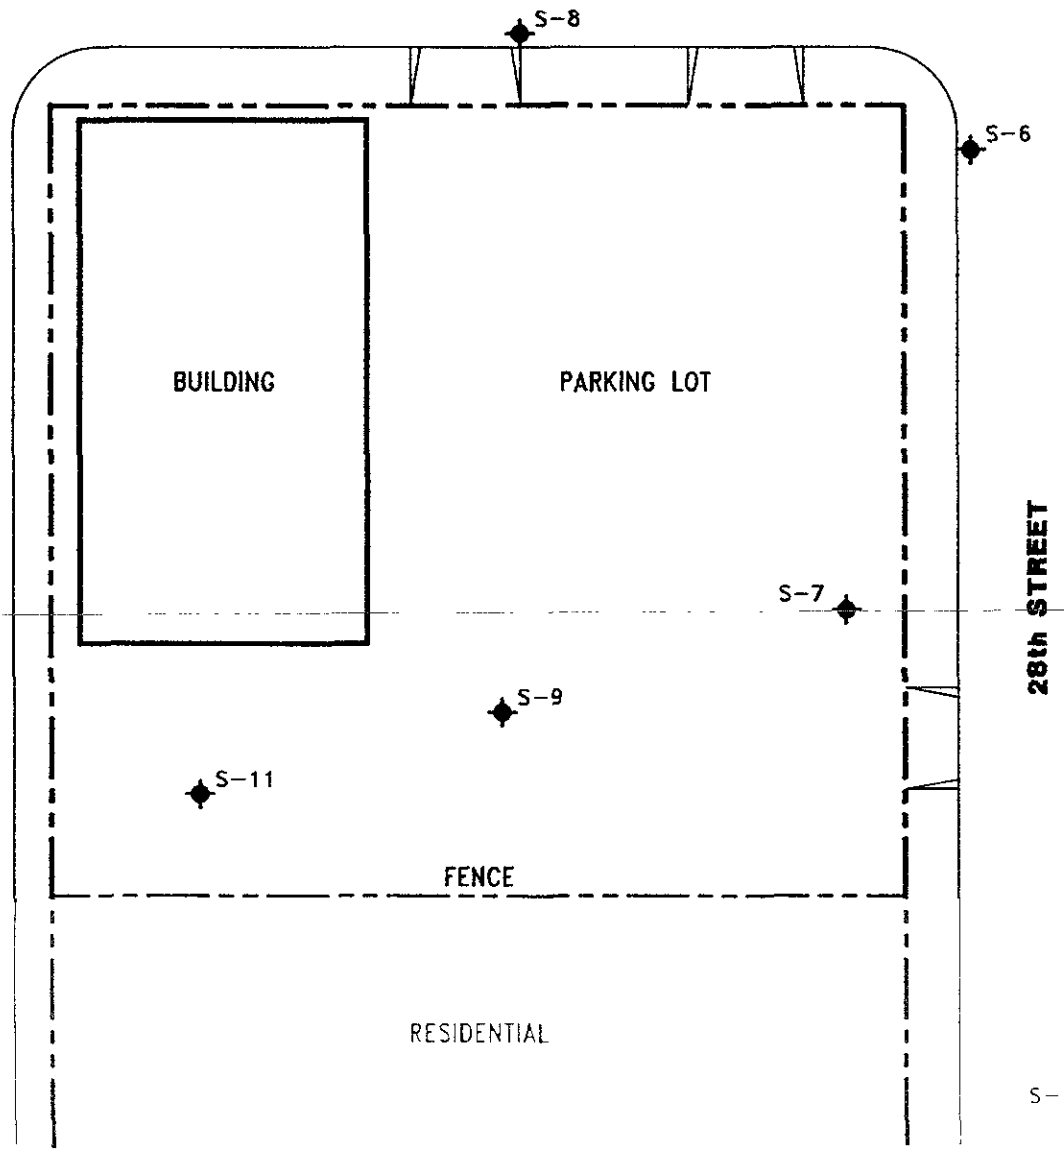 S-8
S-6
BUILDING
PARKING LOT
28th STREET
S-7
S-9
S-11
FENCE
RESIDENTIAL
S-